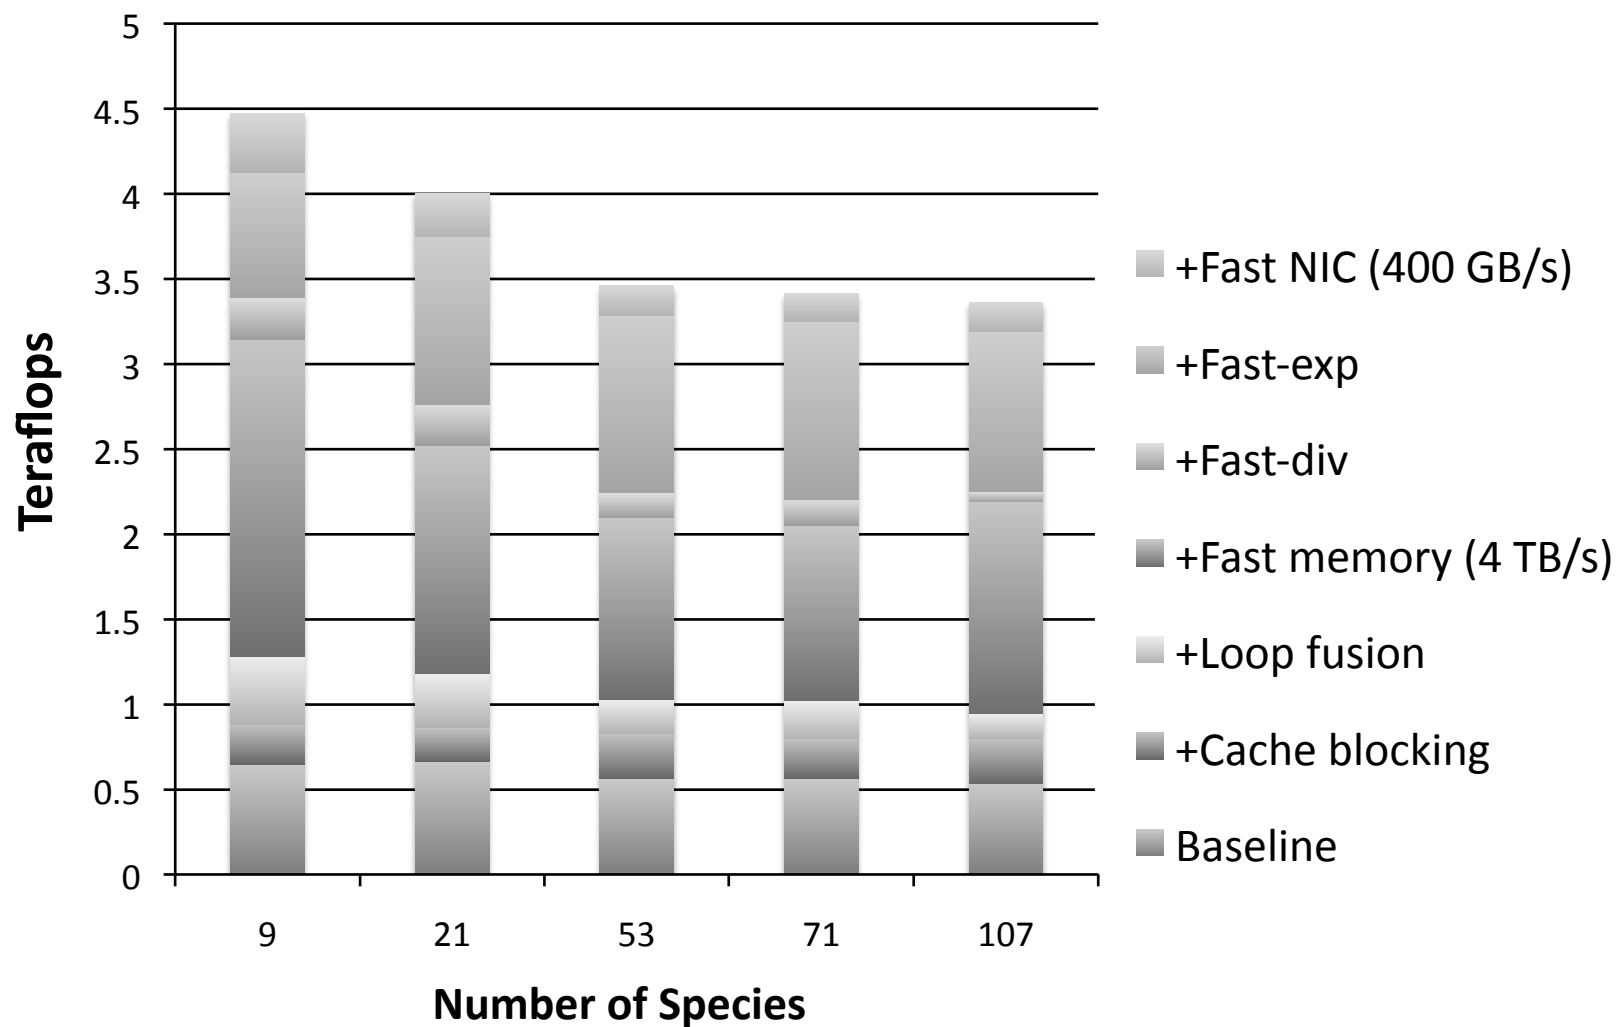 5
4.5
4
3.5
3
2.5
2
1.5
1
0.5
0
Teraflops
9 21 53 71 107
Number of Species
+Fast NIC (400 GB/s)
+Fast-exp
+Fast-div
+Fast memory (4 TB/s)
+Loop fusion
+Cache blocking
Baseline